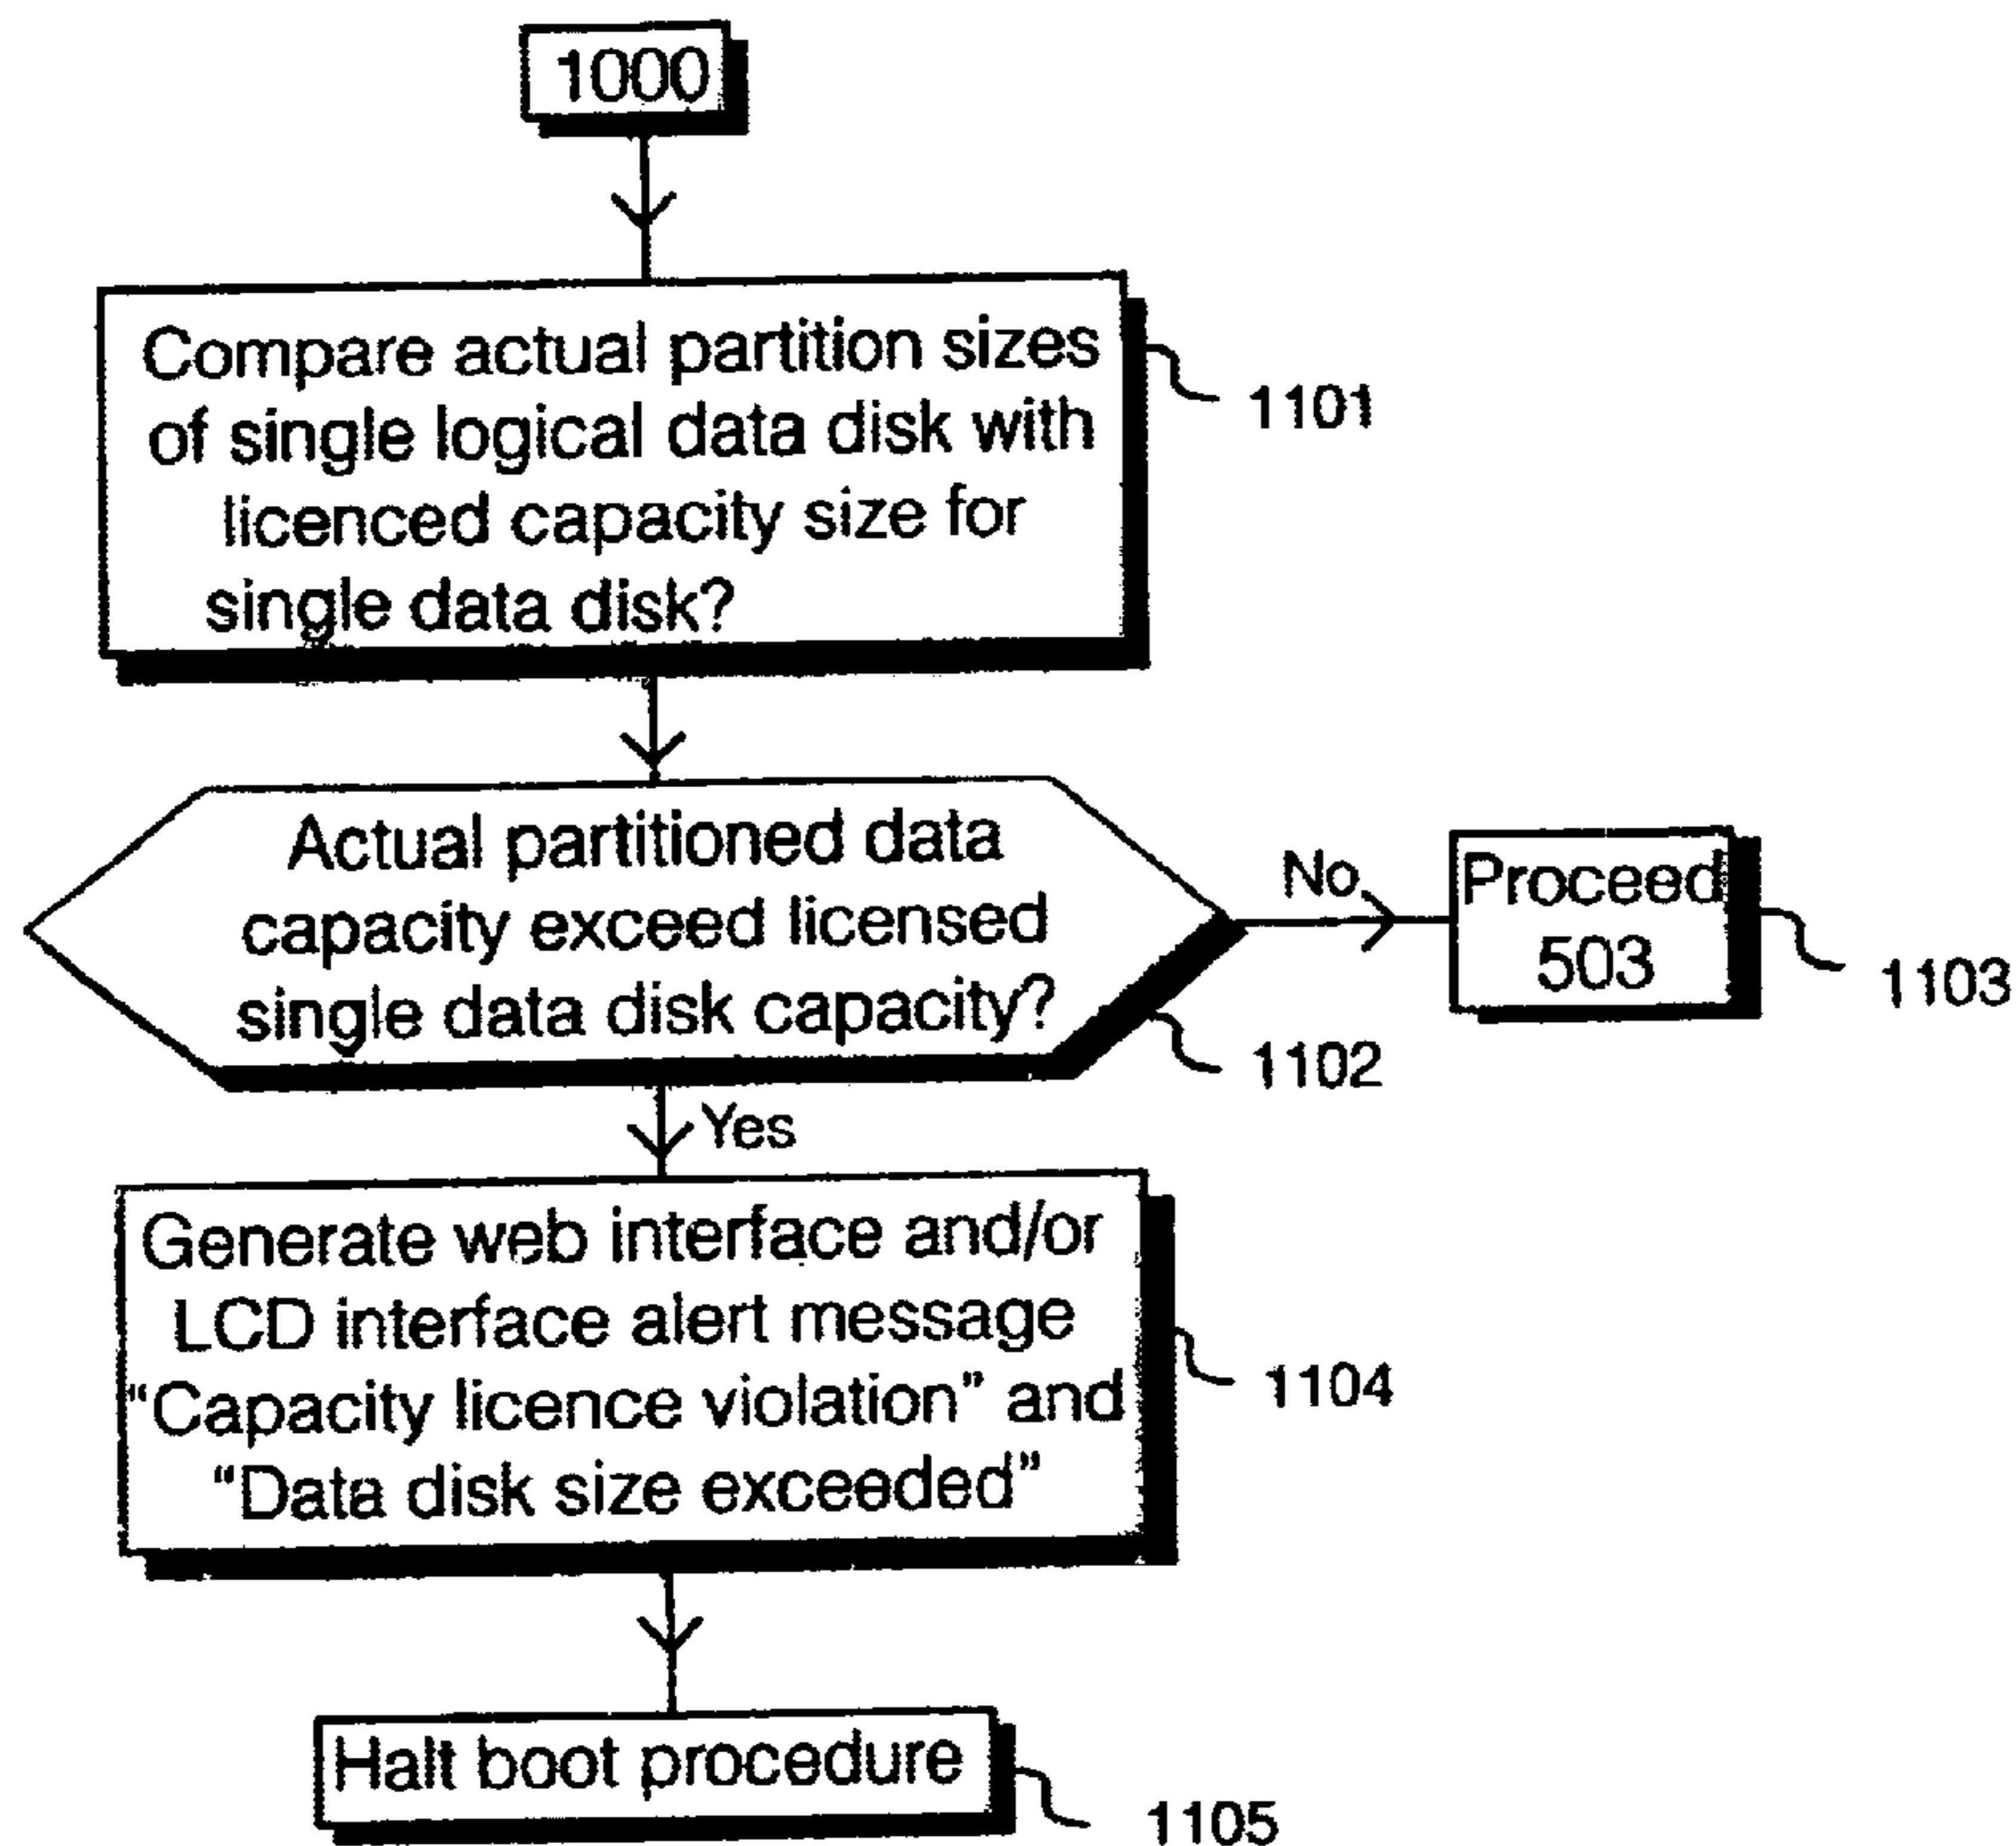 1000
Compare actual partition sizes
of single logical data disk with
licenced capacity size for
single data disk?
1101
Actual partitioned data
capacity exceed licensed
single data disk capacity?
1102
No
Proceed
503
1103
Yes
Generate web interface and/or
LCD interface alert message
“Capacity licence violation” and
“Data disk size exceeded”
1104
Halt boot procedure
1105